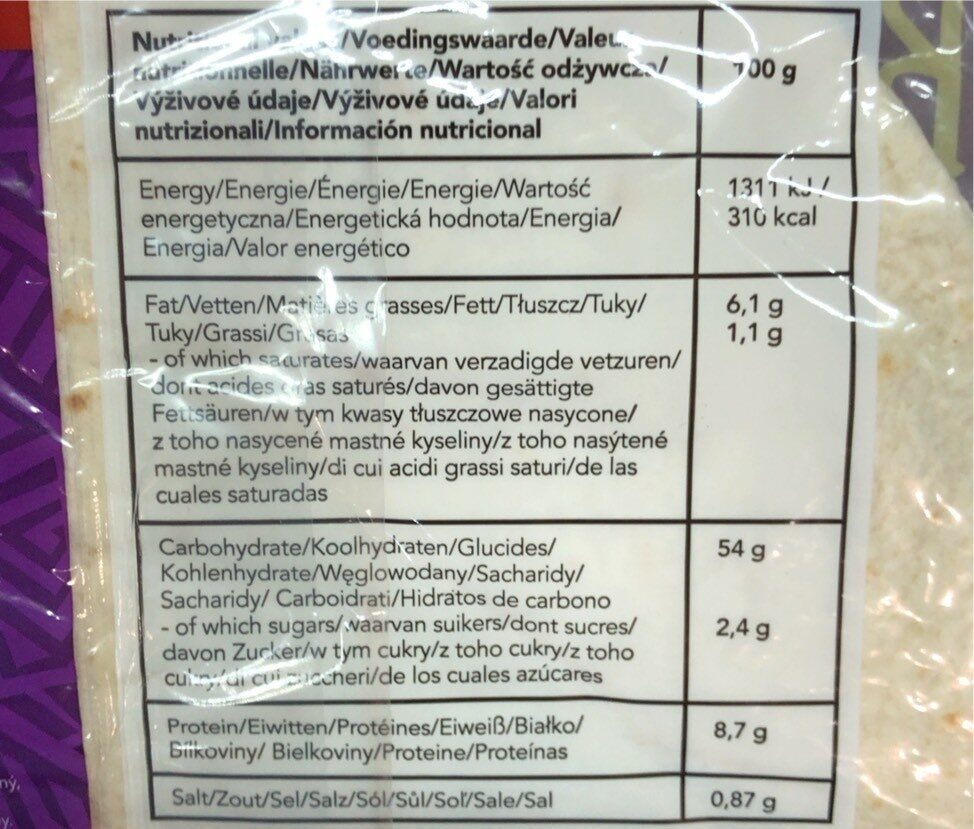 /Voedingswaarde/Valeur
nutritionnelle/Nährwerte/Wartość odżywcza/ 100 g
Výživové údaje/Výživové údaje/Valori
nutrizionali/Información nutricional
Energy/Energie/Énergie/Energie/Wartość 1311 kJ /
energetyczna/Energetická hodnota/Energia/ 310 kcal
Energia/Valor energético
Fat/Vetten/Matières grasses/Fett/Tłuszcz/Tuky/ 6,1 g
Tuky/Grassi/Grasas 1,1 g
- of which saturates/waarvan verzadigde vetzuren/
dont acides gras saturés/davon gesättigte
Fettsäuren/w tym kwasy tłuszczowe nasycone/
z toho nasycené mastné kyseliny/z toho nasýtené
mastné kyseliny/di cui acidi grassi saturi/de las
cuales saturadas
Carbohydrate/Koolhydraten/Glucides/ 54 g
Kohlenhydrate/Węglowodany/Sacharidy/
Sacharidy/ Carboidrati/Hidratos de carbono
- of which sugars/waarvan suikers/dont sucres/ 2,4 g
davon Zucker/w tym cukry/z toho cukry/z toho
cukry/di cui zuccheri/de los cuales azúcares
Protein/Eiwitten/Protéines/Eiweiß/Białko/ 8,7 g
Bílkoviny/ Bielkoviny/Proteine/Proteínas
Salt/Zout/Sel/Salz/Sól/Sůl/Soľ/Sale/Sal 0,87 g